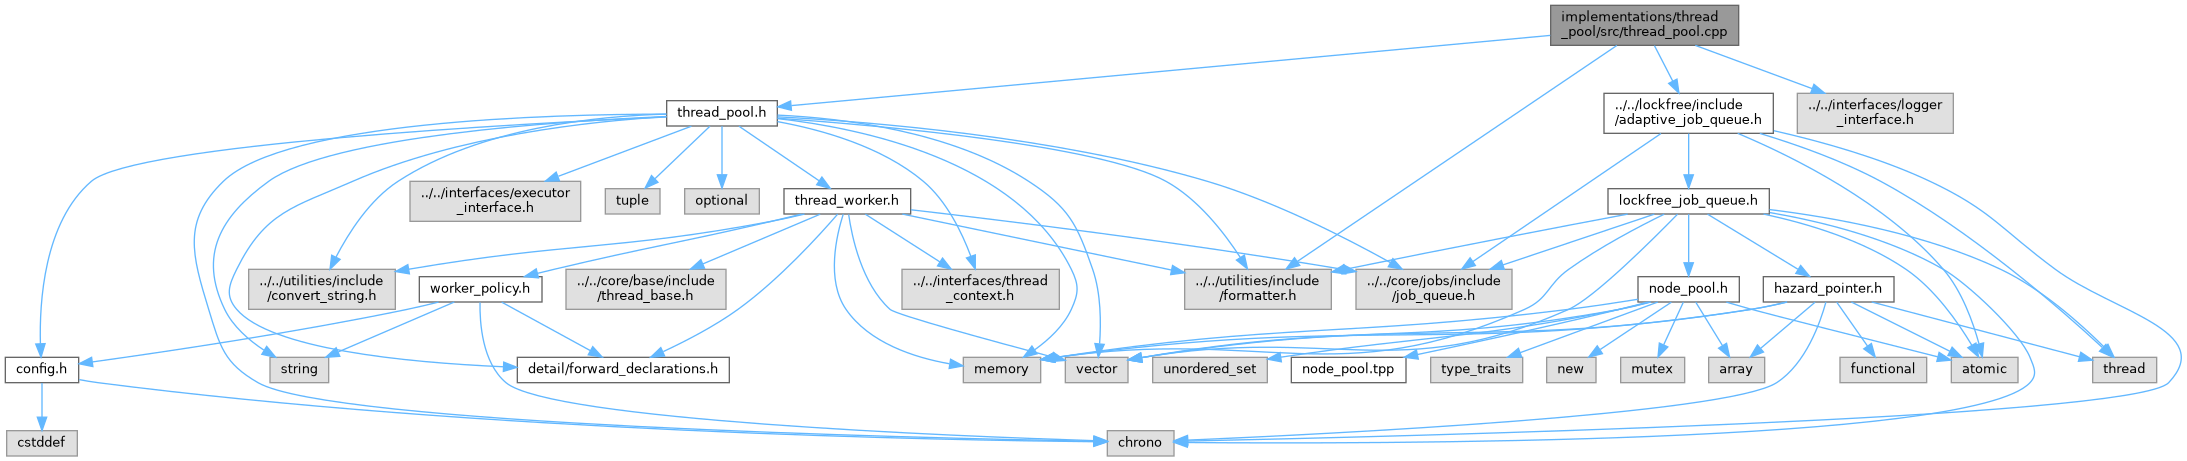 implementations/thread
_pool/src/thread_pool.cpp
thread_pool.h
../../lockfree/include
/adaptive_job_queue.h
../../interfaces/logger
_interface.h
../../interfaces/executor
_interface.h
tuple
optional
thread_worker.h
lockfree_job_queue.h
../../utilities/include
/convert_string.h
worker_policy.h
../../core/base/include
/thread_base.h
../../interfaces/thread
_context.h
../../utilities/include
/formatter.h
../../core/jobs/include
/job_queue.h
node_pool.h
hazard_pointer.h
config.h
string
detail/forward_declarations.h
memory
vector
unordered_set
node_pool.tpp
type_traits
new
mutex
array
functional
atomic
thread
cstddef
chrono